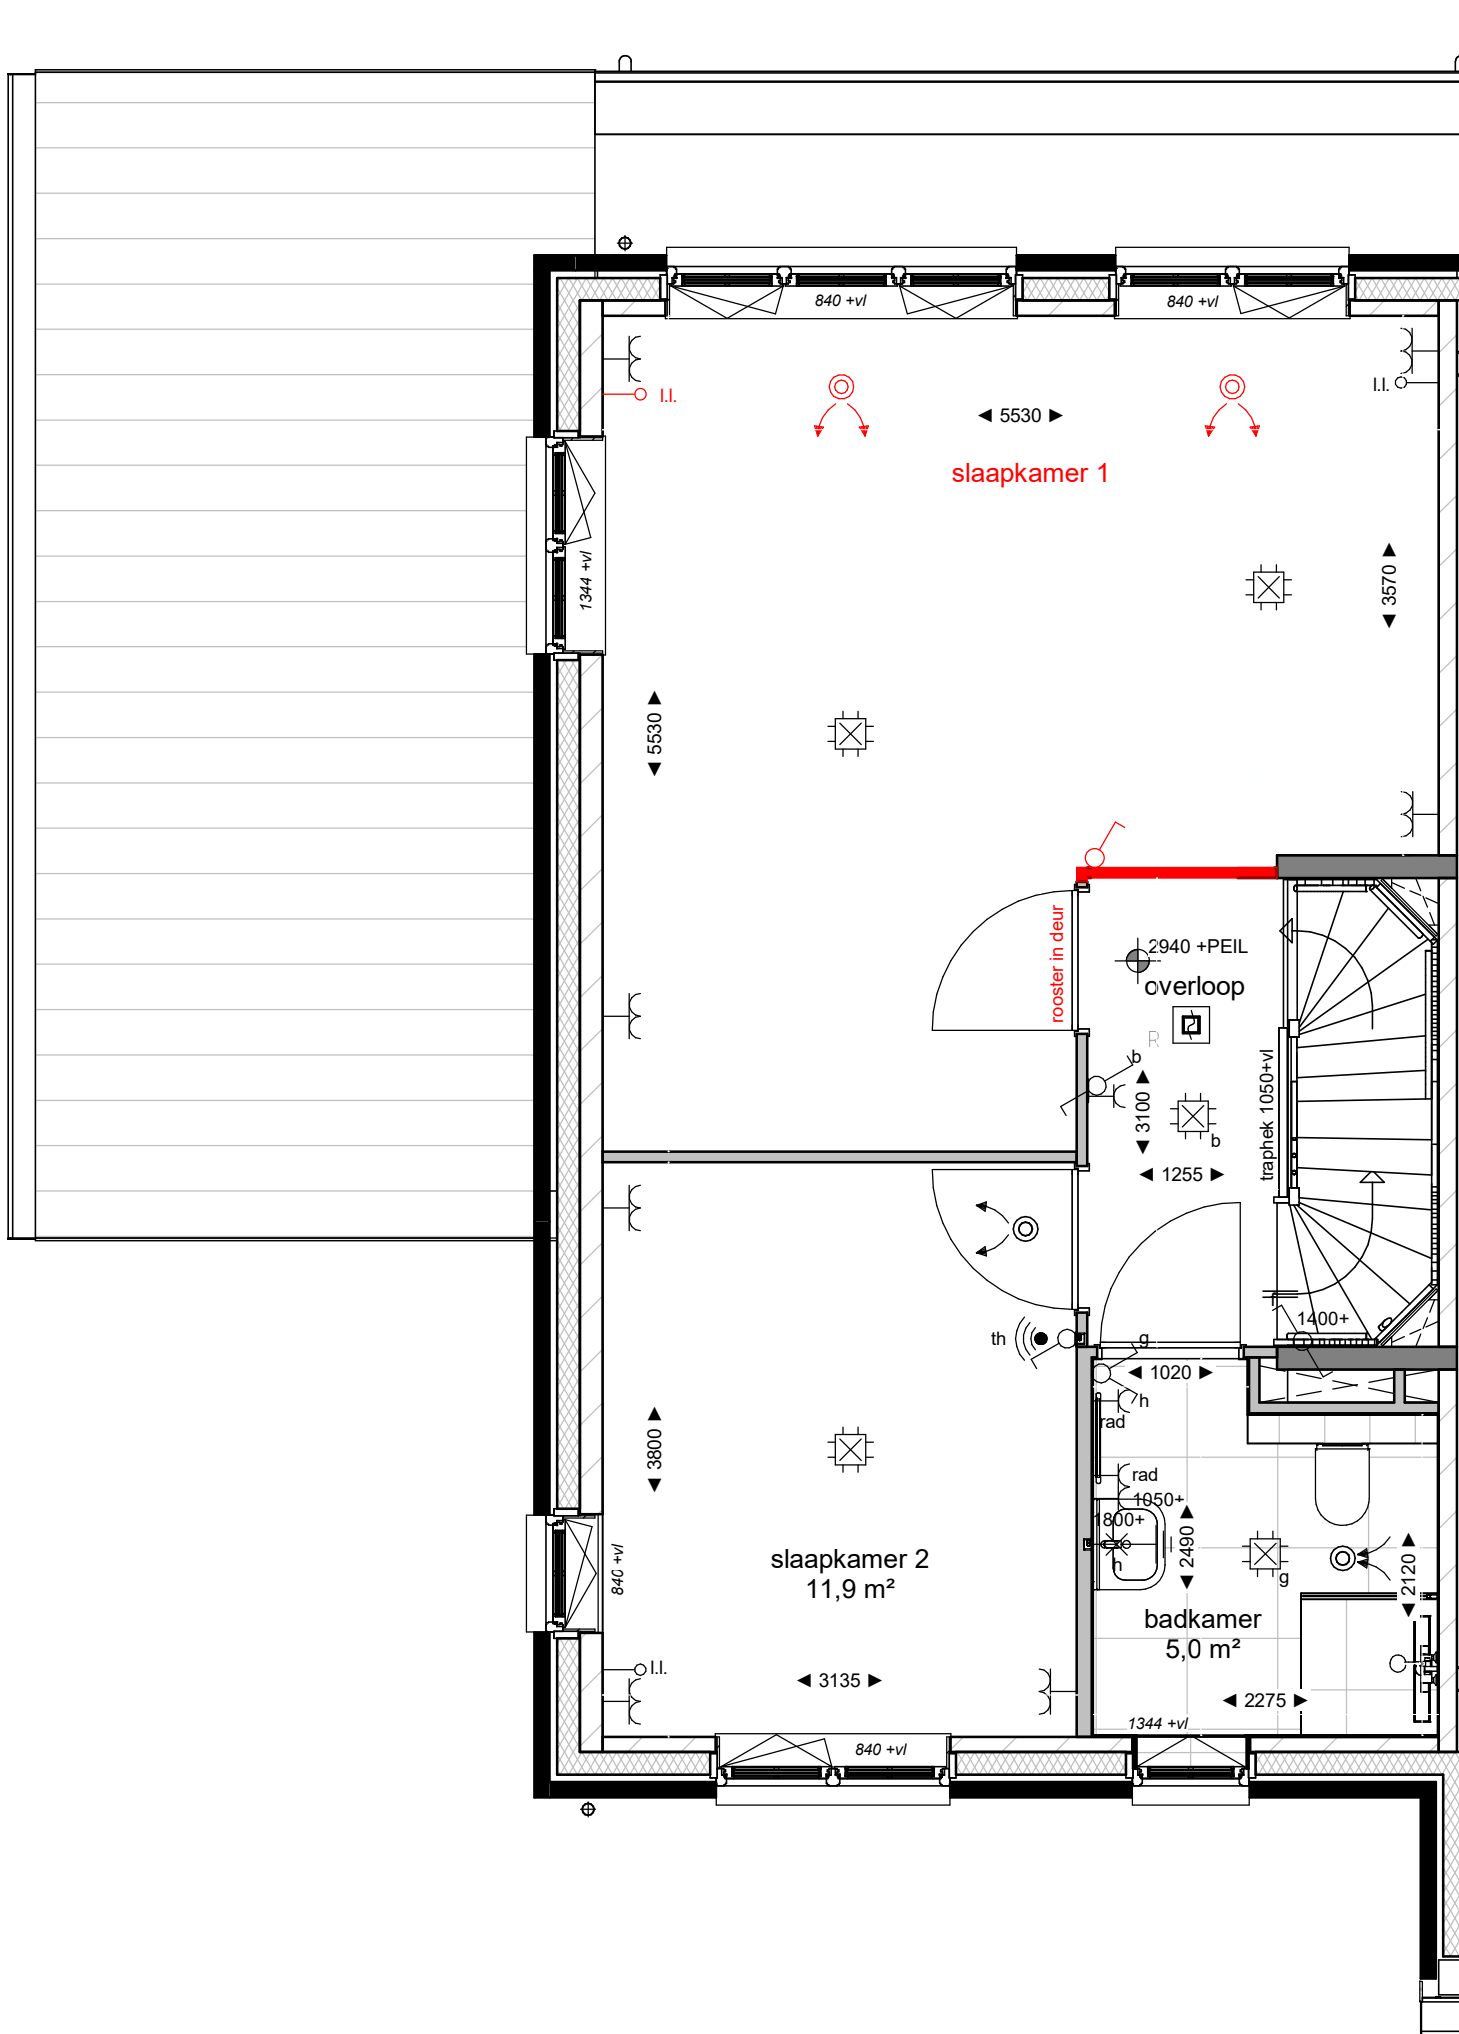 840 +vl
840 +vl
l.l.
l.l.
5530
slaapkamer 1
1344 +vl
3570
5530
rooster in deur
2940 +PEIL
overloop
R
b
3100
b
traphek 1050+vl
1255
th
g
1400+
1020
h
rad
3800
rad
1050+
1800+
2490
h
g
2120
slaapkamer 2
11,9 m²
840 +vl
badkamer
5,0 m²
l.l.
3135
2275
1344 +vl
840 +vl